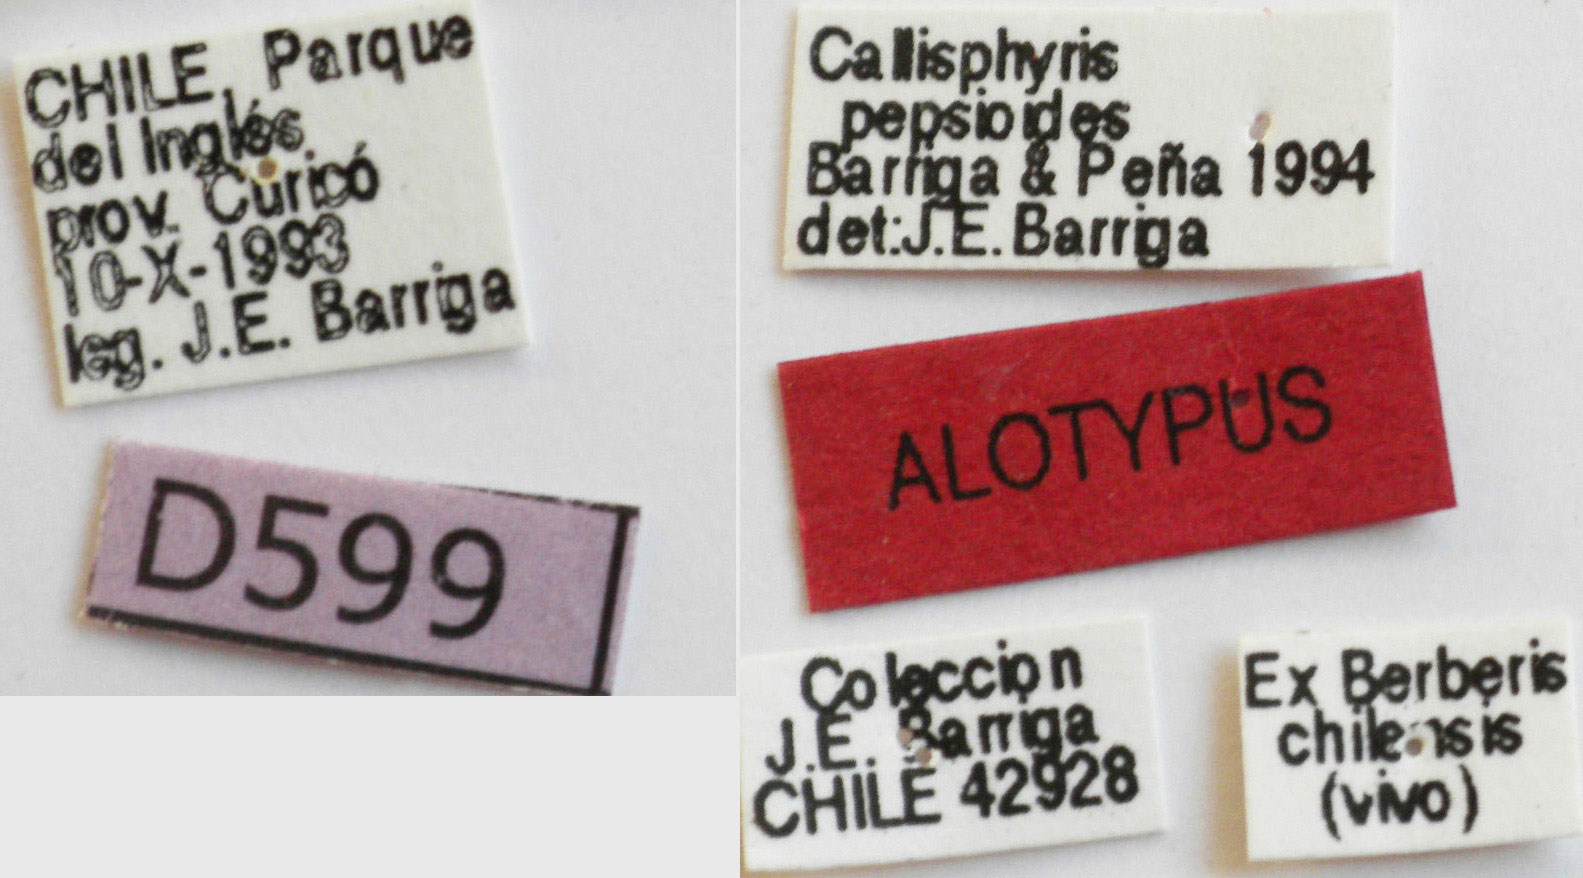 CHILE Parque
del Inglés
prov. Curicó
10-X-1993
leg. J.E. Barriga
D599
Callisphyris
pepsioides
Barriga & Peña 1994
det:J.E. Barriga
ALOTYPUS
Coleccion
J.E. Barriga
CHILE 42928
Ex Berberis
chilensis
(vivo)